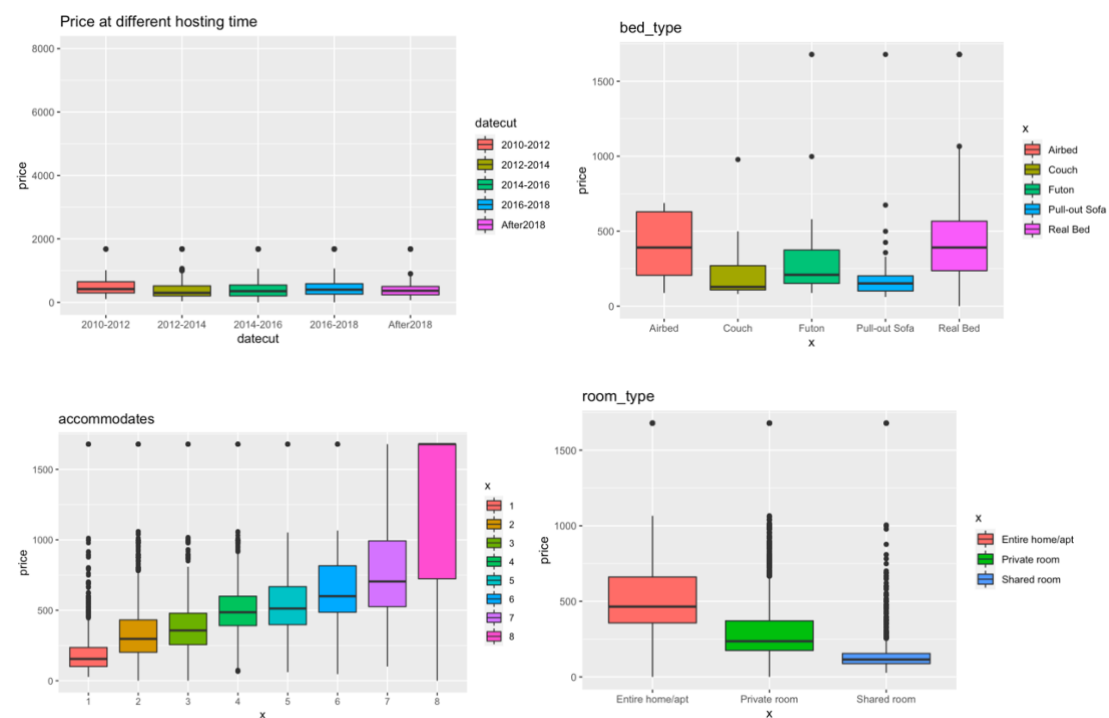 Price at different hosting time
8000
6000
4000
2000
0
price
2010-2012
2012-2014
2014-2016
2016-2018
After2018
datecut
datecut
2010-2012
2012-2014
2014-2016
2016-2018
After2018
bed_type
1500
1000
500
0
price
Airbed
Couch
Futon
Pull-out Sofa
Real Bed
x
x
Airbed
Couch
Futon
Pull-out Sofa
Real Bed
accommodates
1500
1000
500
0
price
1
2
3
4
5
6
7
8
x
x
1
2
3
4
5
6
7
8
room_type
1500
1000
500
0
price
Entire home/apt
Private room
Shared room
x
x
Entire home/apt
Private room
Shared room